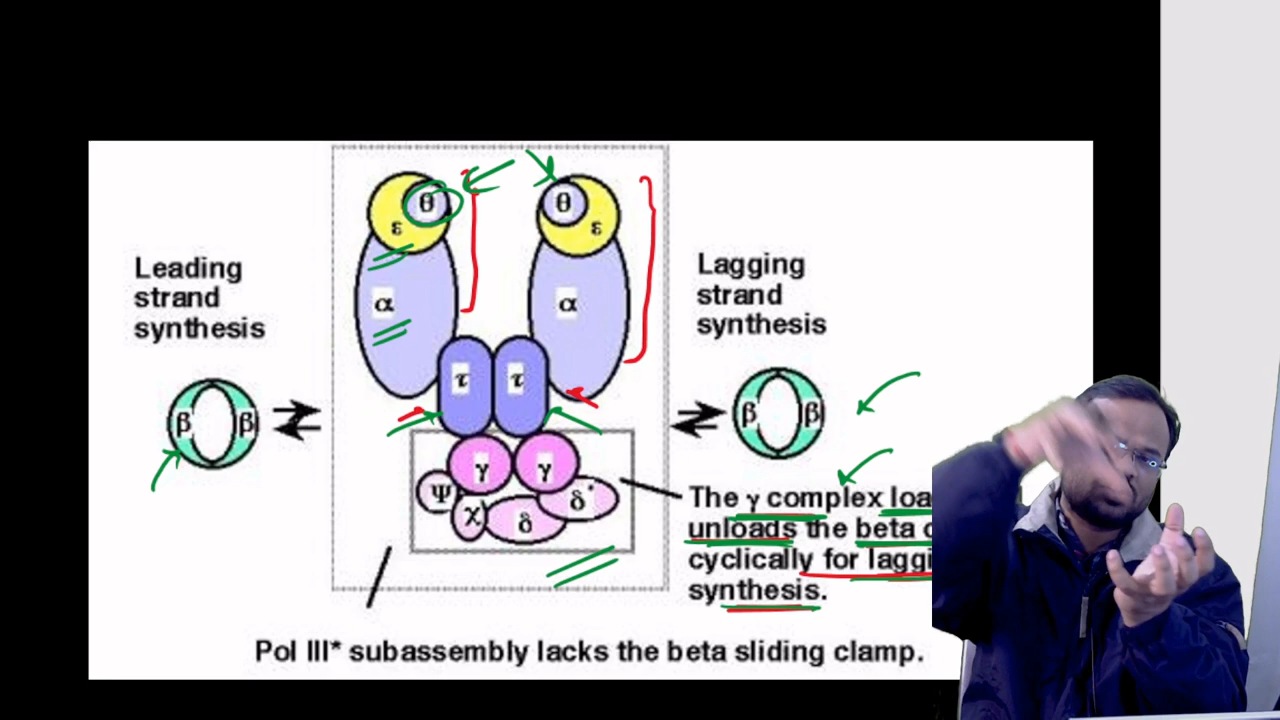 θ
ε
α
θ
ε
α
Leading
strand
synthesis
Lagging
strand
synthesis
τ
τ
β
β
β
β
γ
γ
Ψ
χ
δ
δ'
The γ complex loa
unloads the beta
cyclically for laggi
synthesis.
Pol III* subassembly lacks the beta sliding clamp.